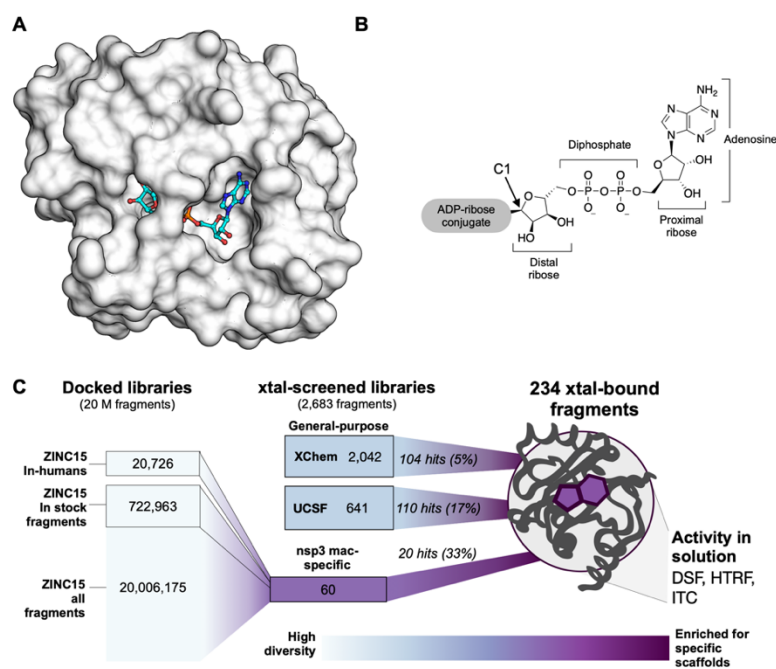 A
B
NH2
N
N
N
N
Adenosine
Diphosphate
C1
O
O
O
O P O P O
O
OH
ADP-ribose
conjugate
HO OH
OH
Proximal
ribose
Distal
ribose
C
Docked libraries
(20 M fragments)
xtal-screened libraries
(2,683 fragments)
234 xtal-bound
fragments
General-purpose
ZINC15
In-humans
20,726
XChem 2,042
104 hits (5%)
ZINC15
In stock
fragments
722,963
UCSF 641
110 hits (17%)
nsp3 mac-
specific
20 hits (33%)
ZINC15
all
fragments
20,006,175
60
Activity in
solution
DSF, HTRF,
ITC
High
diversity
Enriched for
specific
scaffolds